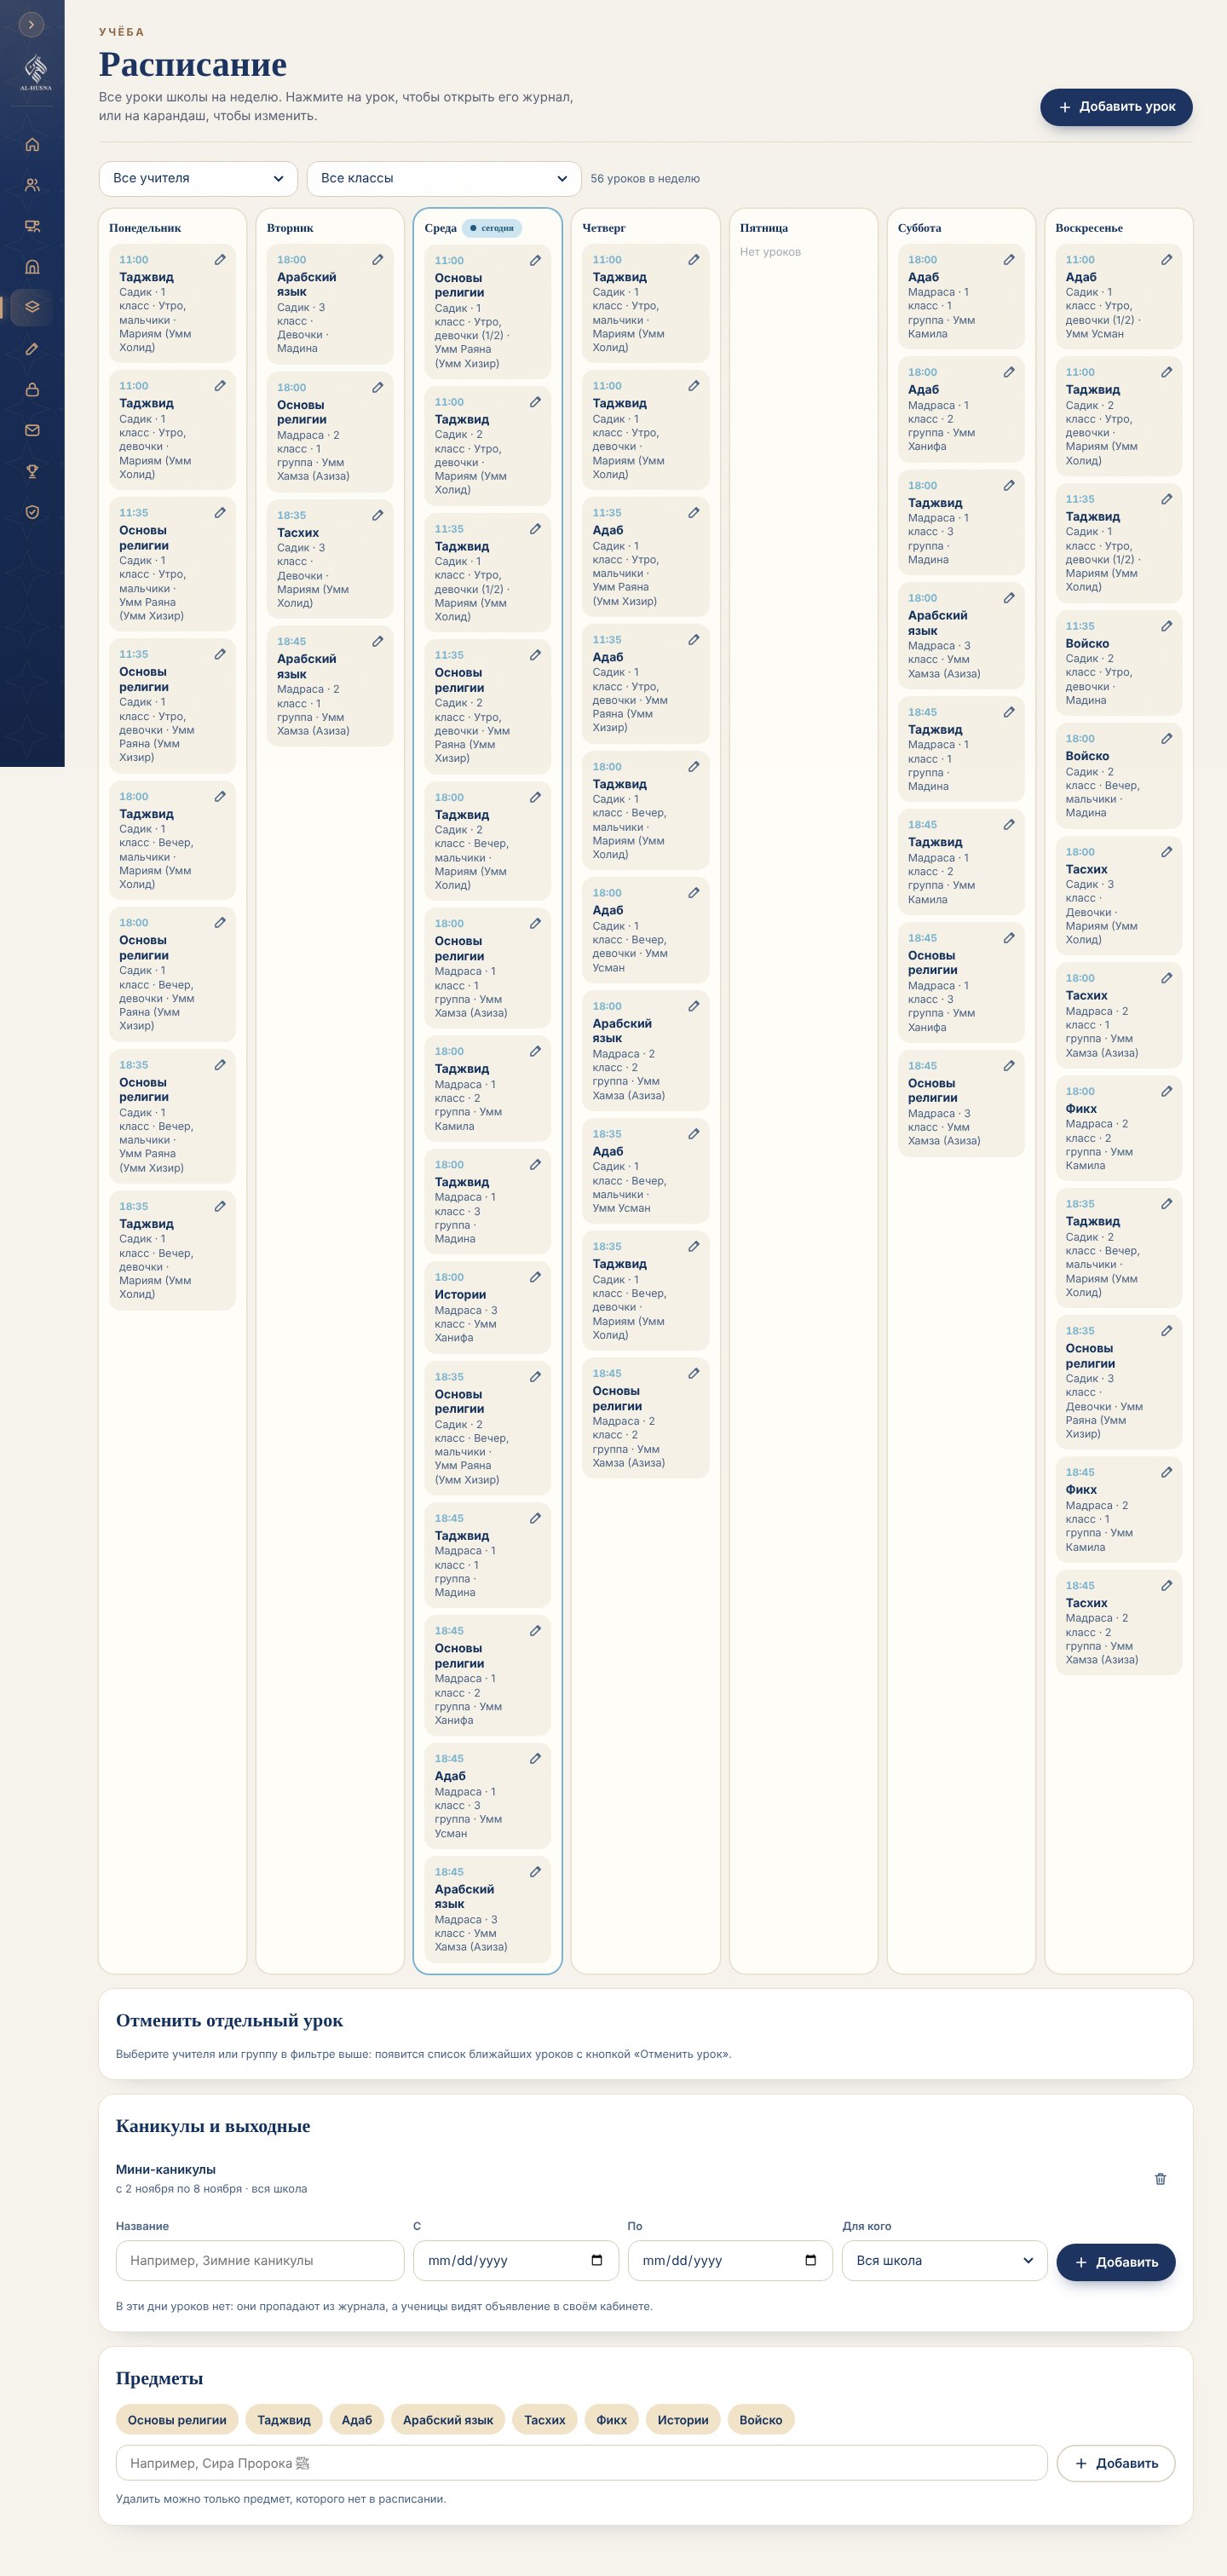 AL-HUSNA
УЧЁБА
Расписание
Все уроки школы на неделю. Нажмите на урок, чтобы открыть его журнал,
или на карандаш, чтобы изменить.
Добавить урок
Все учителя
Все классы
56 уроков в неделю
Понедельник
11:00
Таджвид
Садик · 1
класс · Утро,
мальчики ·
Мариям (Умм
Холид)
11:00
Таджвид
Садик · 1
класс · Утро,
девочки ·
Мариям (Умм
Холид)
11:35
Основы
религии
Садик · 1
класс · Утро,
мальчики ·
Умм Раяна
(Умм Хизир)
11:35
Основы
религии
Садик · 1
класс · Утро,
девочки · Умм
Раяна (Умм
Хизир)
18:00
Таджвид
Садик · 1
класс · Вечер,
мальчики ·
Мариям (Умм
Холид)
18:00
Основы
религии
Садик · 1
класс · Вечер,
девочки · Умм
Раяна (Умм
Хизир)
18:35
Основы
религии
Садик · 1
класс · Вечер,
мальчики ·
Умм Раяна
(Умм Хизир)
18:35
Таджвид
Садик · 1
класс · Вечер,
девочки ·
Мариям (Умм
Холид)
Вторник
18:00
Арабский
язык
Садик · 3
класс ·
Девочки ·
Мадина
18:00
Основы
религии
Мадраса · 2
класс · 1
группа · Умм
Хамза (Азиза)
18:35
Тасхих
Садик · 3
класс ·
Девочки ·
Мариям (Умм
Холид)
18:45
Арабский
язык
Мадраса · 2
класс · 1
группа · Умм
Хамза (Азиза)
Среда
сегодня
11:00
Основы
религии
Садик · 1
класс · Утро,
девочки (1/2) ·
Умм Раяна
(Умм Хизир)
11:00
Таджвид
Садик · 2
класс · Утро,
девочки ·
Мариям (Умм
Холид)
11:35
Таджвид
Садик · 1
класс · Утро,
девочки (1/2) ·
Мариям (Умм
Холид)
11:35
Основы
религии
Садик · 2
класс · Утро,
девочки · Умм
Раяна (Умм
Хизир)
18:00
Таджвид
Садик · 2
класс · Вечер,
мальчики ·
Мариям (Умм
Холид)
18:00
Основы
религии
Мадраса · 1
класс · 1
группа · Умм
Хамза (Азиза)
18:00
Таджвид
Мадраса · 1
класс · 2
группа · Умм
Камила
18:00
Таджвид
Мадраса · 1
класс · 3
группа ·
Мадина
18:00
Истории
Мадраса · 3
класс · Умм
Ханифа
18:35
Основы
религии
Садик · 2
класс · Вечер,
мальчики ·
Умм Раяна
(Умм Хизир)
18:45
Таджвид
Мадраса · 1
класс · 1
группа ·
Мадина
18:45
Основы
религии
Мадраса · 1
класс · 2
группа · Умм
Ханифа
18:45
Адаб
Мадраса · 1
класс · 3
группа · Умм
Усман
18:45
Арабский
язык
Мадраса · 3
класс · Умм
Хамза (Азиза)
Четверг
11:00
Таджвид
Садик · 1
класс · Утро,
мальчики ·
Мариям (Умм
Холид)
11:00
Таджвид
Садик · 1
класс · Утро,
девочки ·
Мариям (Умм
Холид)
11:35
Адаб
Садик · 1
класс · Утро,
мальчики ·
Умм Раяна
(Умм Хизир)
11:35
Адаб
Садик · 1
класс · Утро,
девочки · Умм
Раяна (Умм
Хизир)
18:00
Таджвид
Садик · 1
класс · Вечер,
мальчики ·
Мариям (Умм
Холид)
18:00
Адаб
Садик · 1
класс · Вечер,
девочки · Умм
Усман
18:00
Арабский
язык
Мадраса · 2
класс · 2
группа · Умм
Хамза (Азиза)
18:35
Адаб
Садик · 1
класс · Вечер,
мальчики ·
Умм Усман
18:35
Таджвид
Садик · 1
класс · Вечер,
девочки ·
Мариям (Умм
Холид)
18:45
Основы
религии
Мадраса · 2
класс · 2
группа · Умм
Хамза (Азиза)
Пятница
Нет уроков
Суббота
18:00
Адаб
Мадраса · 1
класс · 1
группа · Умм
Камила
18:00
Адаб
Мадраса · 1
класс · 2
группа · Умм
Ханифа
18:00
Таджвид
Мадраса · 1
класс · 3
группа ·
Мадина
18:00
Арабский
язык
Мадраса · 3
класс · Умм
Хамза (Азиза)
18:45
Таджвид
Мадраса · 1
класс · 1
группа ·
Мадина
18:45
Таджвид
Мадраса · 1
класс · 2
группа · Умм
Камила
18:45
Основы
религии
Мадраса · 1
класс · 3
группа · Умм
Ханифа
18:45
Основы
религии
Мадраса · 3
класс · Умм
Хамза (Азиза)
Воскресенье
11:00
Адаб
Садик · 1
класс · Утро,
девочки (1/2) ·
Умм Усман
11:00
Таджвид
Садик · 2
класс · Утро,
девочки ·
Мариям (Умм
Холид)
11:35
Таджвид
Садик · 1
класс · Утро,
девочки (1/2) ·
Мариям (Умм
Холид)
11:35
Войско
Садик · 2
класс · Утро,
девочки ·
Мадина
18:00
Войско
Садик · 2
класс · Вечер,
мальчики ·
Мадина
18:00
Тасхих
Садик · 3
класс ·
Девочки ·
Мариям (Умм
Холид)
18:00
Тасхих
Мадраса · 2
класс · 1
группа · Умм
Хамза (Азиза)
18:00
Фикх
Мадраса · 2
класс · 2
группа · Умм
Камила
18:35
Таджвид
Садик · 2
класс · Вечер,
мальчики ·
Мариям (Умм
Холид)
18:35
Основы
религии
Садик · 3
класс ·
Девочки · Умм
Раяна (Умм
Хизир)
18:45
Фикх
Мадраса · 2
класс · 1
группа · Умм
Камила
18:45
Тасхих
Мадраса · 2
класс · 2
группа · Умм
Хамза (Азиза)
Отменить отдельный урок
Выберите учителя или группу в фильтре выше: появится список ближайших уроков с кнопкой «Отменить урок».
Каникулы и выходные
Мини-каникулы
с 2 ноября по 8 ноября · вся школа
Название
С
По
Для кого
Например, Зимние каникулы
mm/dd/yyyy
mm/dd/yyyy
Вся школа
Добавить
В эти дни уроков нет: они пропадают из журнала, а ученицы видят объявление в своём кабинете.
Предметы
Основы религии
Таджвид
Адаб
Арабский язык
Тасхих
Фикх
Истории
Войско
Например, Сира Пророка ﷺ
Добавить
Удалить можно только предмет, которого нет в расписании.